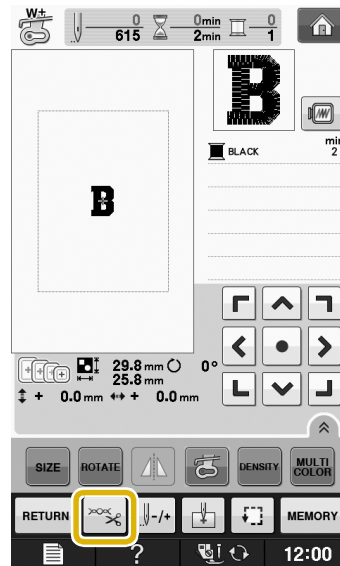 W+
0 0min 0
615 2min 1
min
BLACK 2
29.8 mm 0°
25.8 mm
+ 0.0 mm + 0.0 mm
SIZE ROTATE DENSITY MULTI COLOR
RETURN -/+ MEMORY
? 12:00